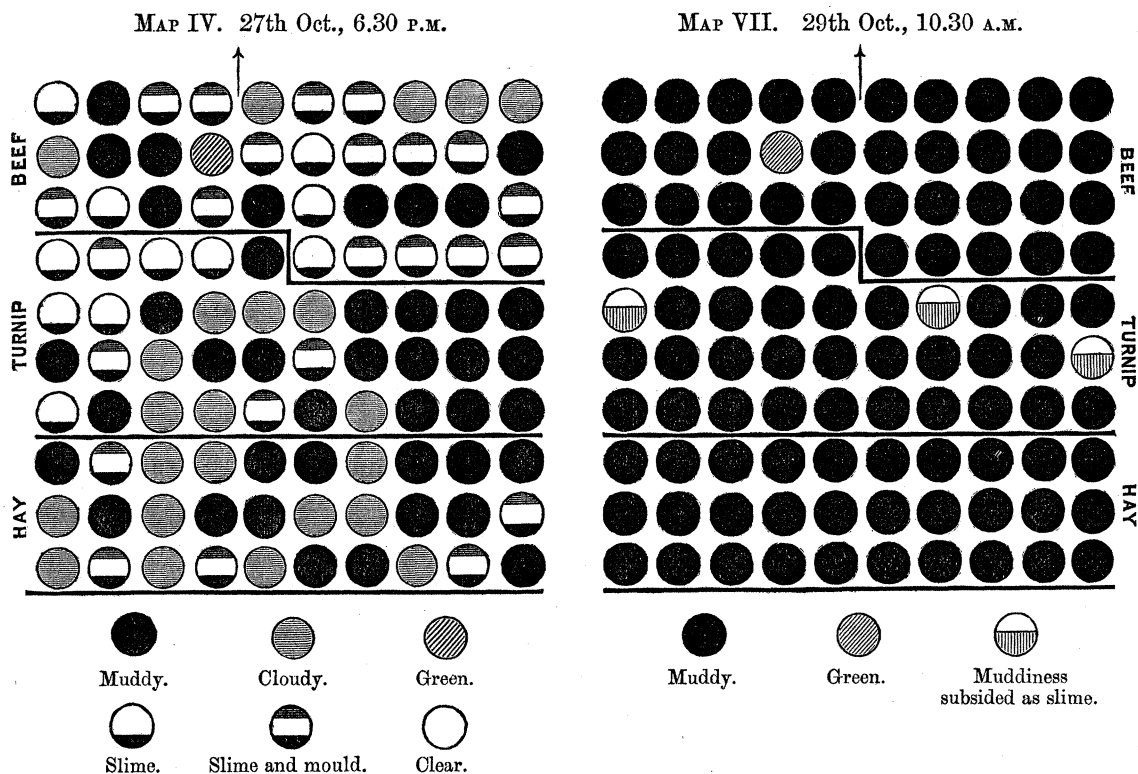 MAP IV. 27th Oct., 6.30 P.M.
BEEF
TURNIP
HAY
Muddy.
Cloudy.
Green.
Slime.
Slime and mould.
Clear.
MAP VII. 29th Oct., 10.30 A.M.
BEEF
TURNIP
HAY
Muddy.
Green.
Muddiness
subsided as slime.